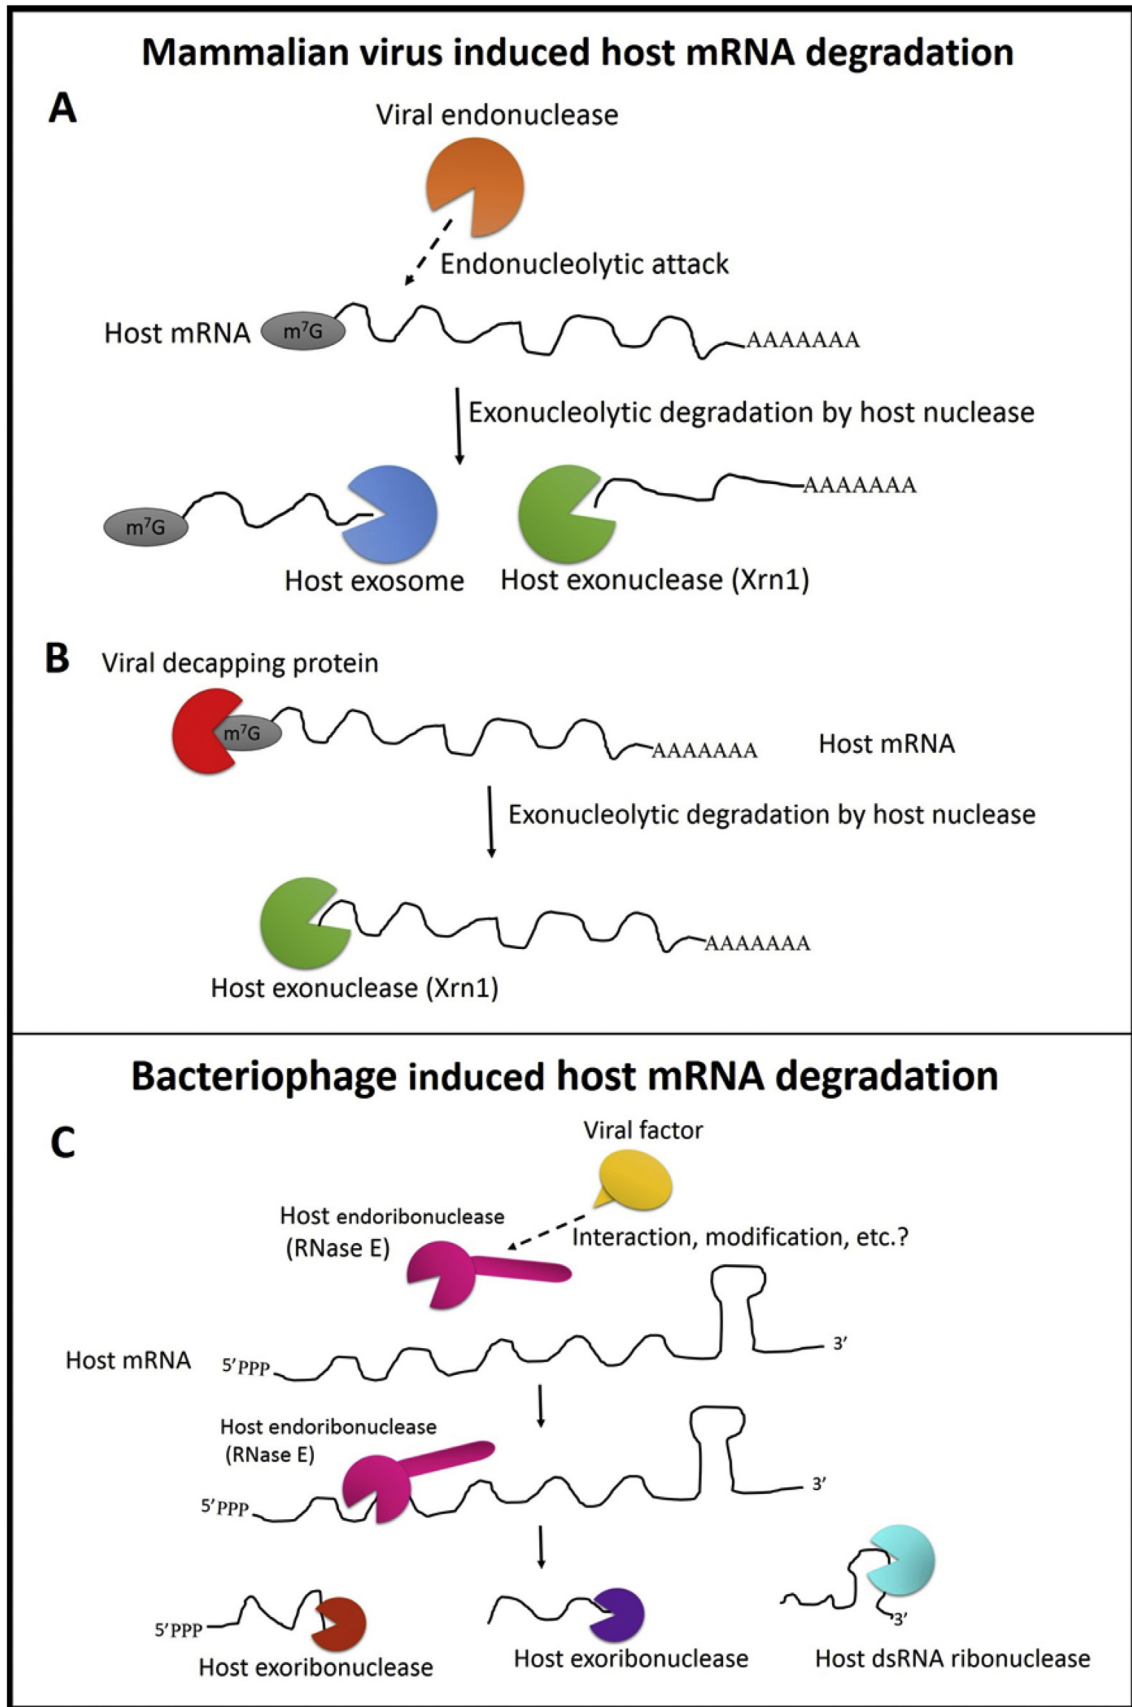 Mammalian virus induced host mRNA degradation
A
Viral endonuclease
Endonucleolytic attack
Host mRNA
m⁷G
AAAAAAA
Exonucleolytic degradation by host nuclease
m⁷G
AAAAAAA
Host exosome
Host exonuclease (Xrn1)
B
Viral decapping protein
m⁷G
AAAAAAA
Host mRNA
Exonucleolytic degradation by host nuclease
AAAAAAA
Host exonuclease (Xrn1)
Bacteriophage induced host mRNA degradation
C
Viral factor
Host endoribonuclease
(RNase E)
Interaction, modification, etc.?
Host mRNA
5'PPP
3'
Host endoribonuclease
(RNase E)
5'PPP
3'
5'PPP
3'
Host exoribonuclease
Host exoribonuclease
Host dsRNA ribonuclease